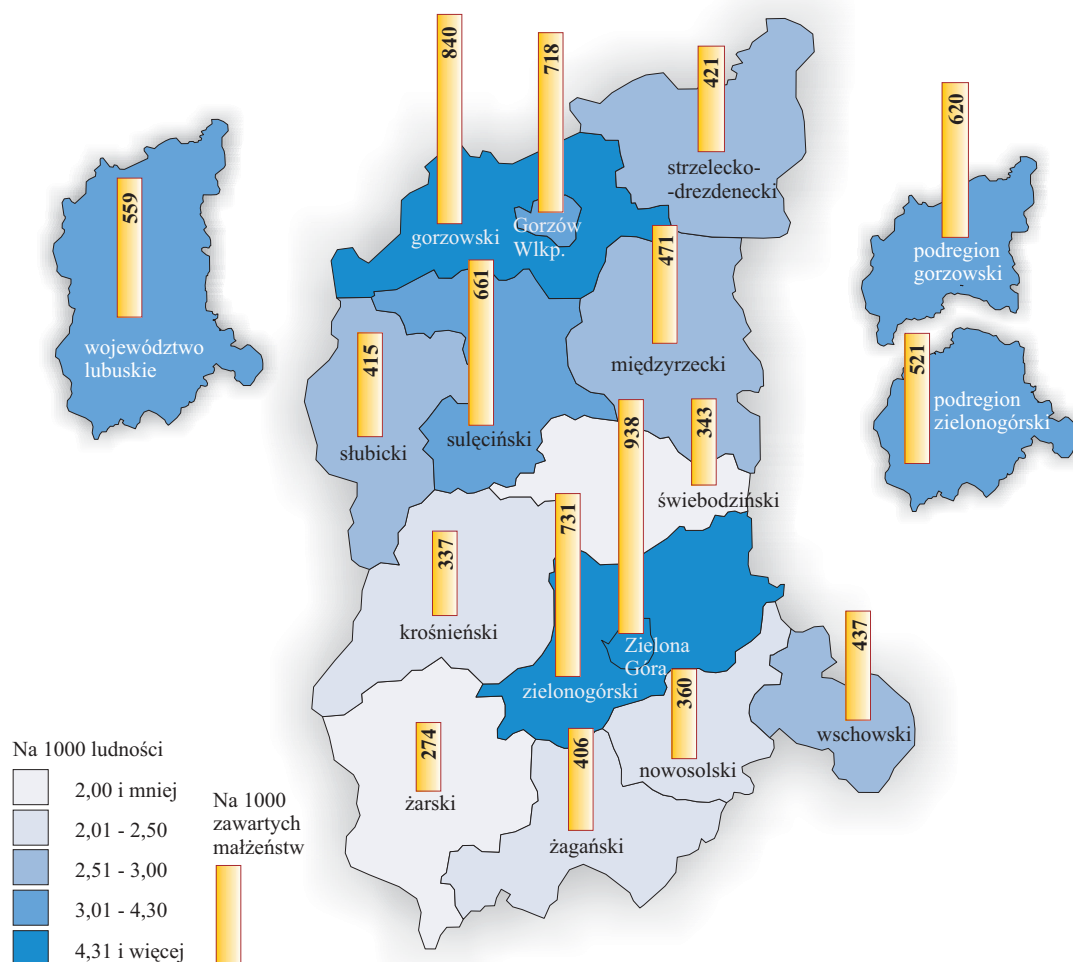 840
718
421
620
559
strzelecko-
-drezdenecki
gorzowski
Gorzów
Wlkp.
471
podregion
gorzowski
661
województwo
lubuskie
415
międzyrzecki
521
podregion
zielonogórski
słubicki
sulęciński
938
343
świebodziński
731
337
krośnieński
Zielona
Góra
437
zielonogórski
360
wschowski
274
406
nowosolski
żarski
żagański
Na 1000 ludności
2,00 i mniej
2,01 - 2,50
2,51 - 3,00
3,01 - 4,30
4,31 i więcej
Na 1000
zawartych
małżeństw